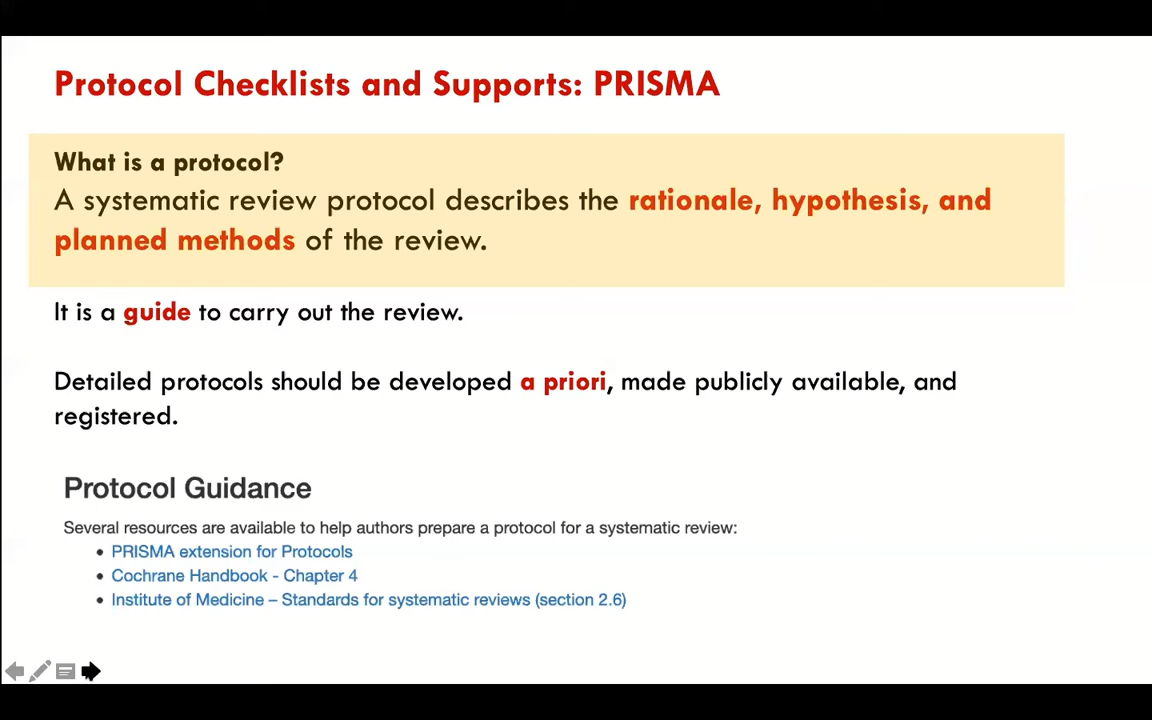 Protocol Checklists and Supports: PRISMA
What is a protocol?
A systematic review protocol describes the rationale, hypothesis, and
planned methods of the review.
It is a guide to carry out the review.
Detailed protocols should be developed a priori, made publicly available, and
registered.
Protocol Guidance
Several resources are available to help authors prepare a protocol for a systematic review:
• PRISMA extension for Protocols
• Cochrane Handbook - Chapter 4
• Institute of Medicine – Standards for systematic reviews (section 2.6)